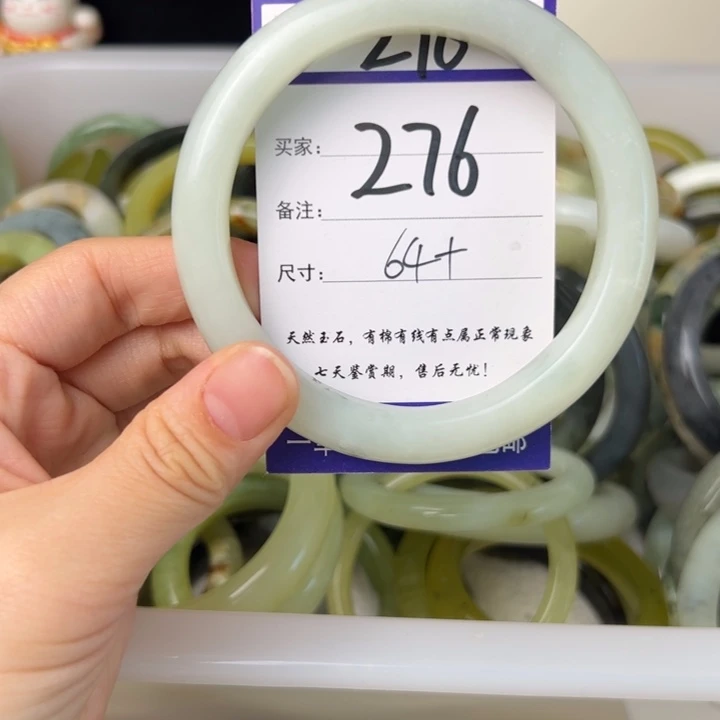 买家: 276
备注:
尺寸: 64+
天然玉石，有棉有线有点属正常现象
七天鉴赏期，售后无忧！